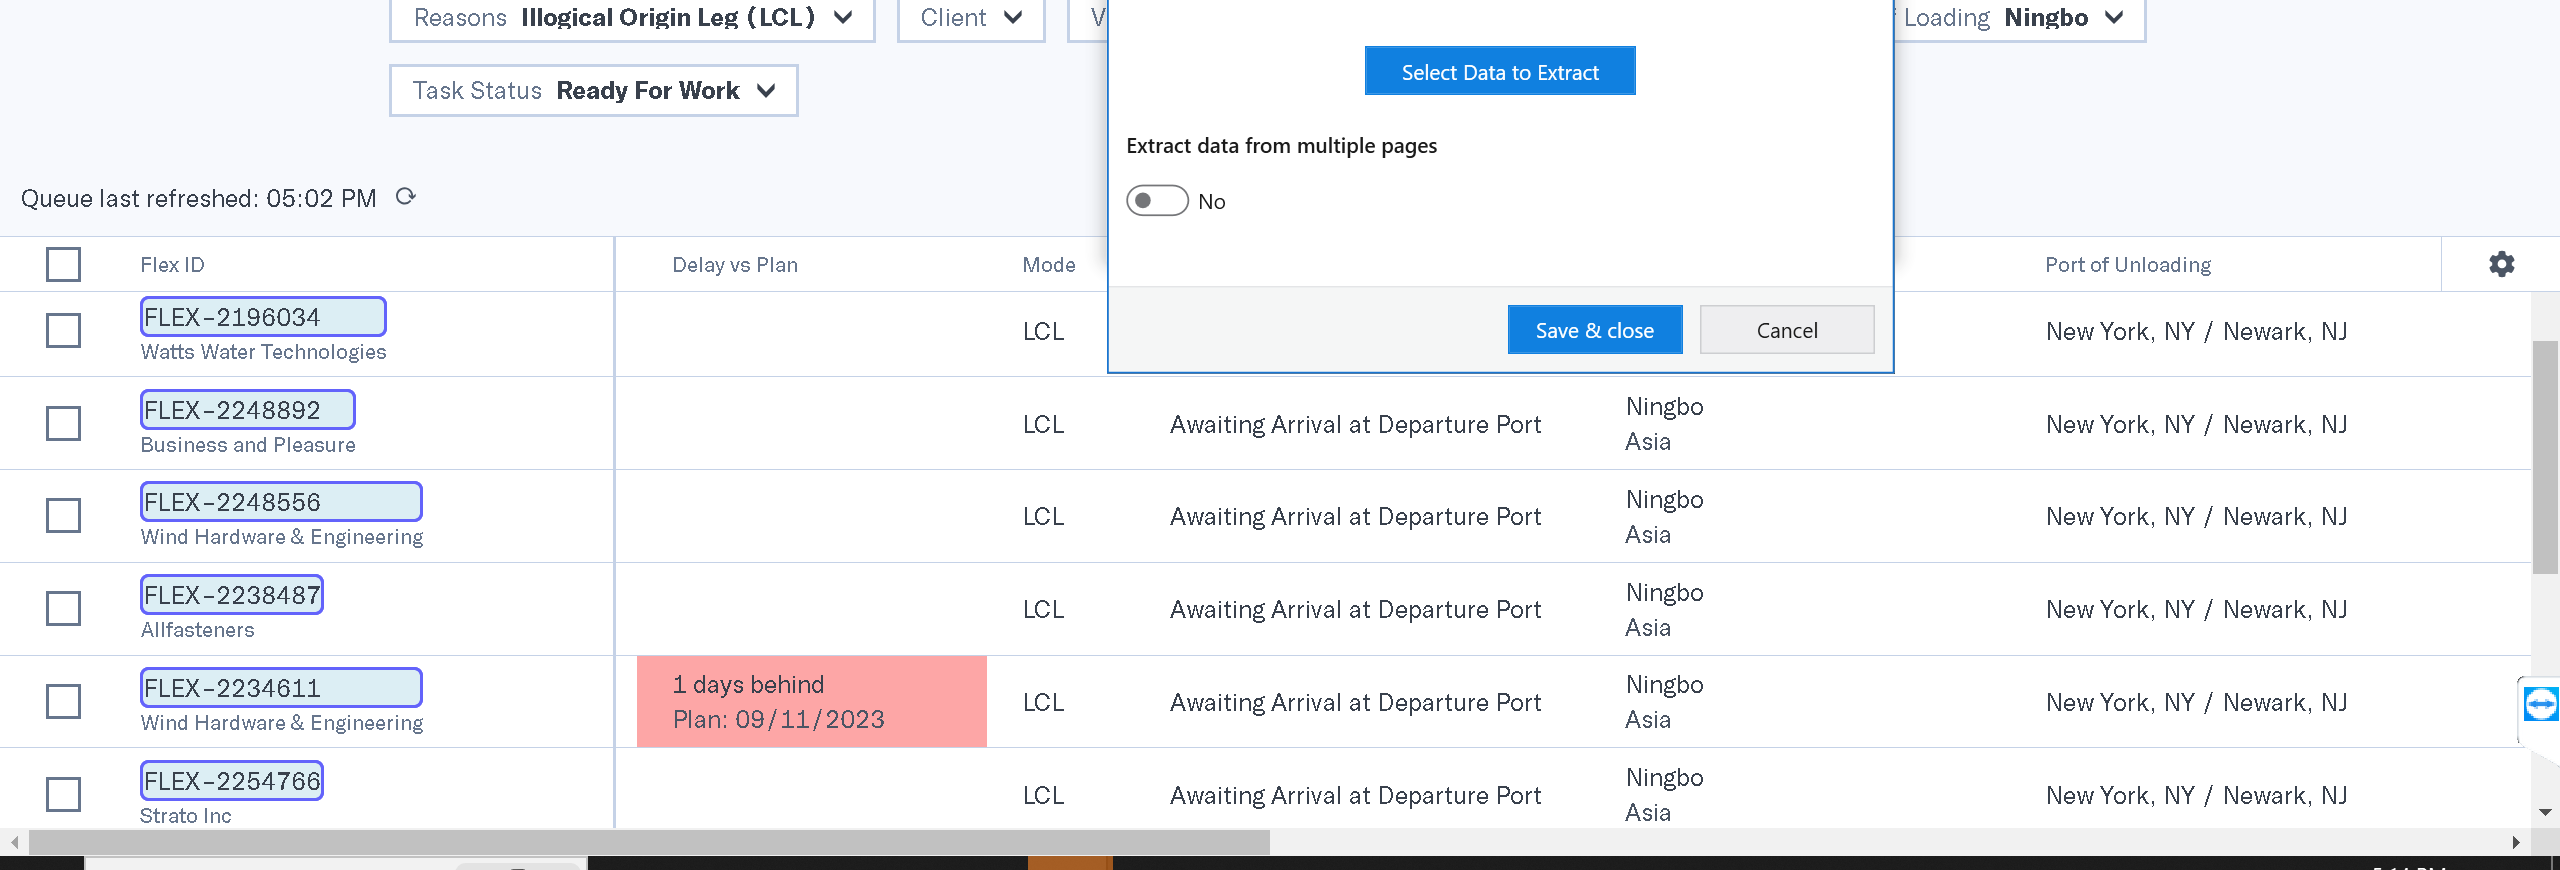 Reasons Illogical Origin Leg (LCL)
Client
V
Loading Ningbo
Task Status Ready For Work
Select Data to Extract
Extract data from multiple pages
No
Queue last refreshed: 05:02 PM
Save & close
Cancel
Flex ID
Delay vs Plan
Mode
Port of Unloading
FLEX-2196034
Watts Water Technologies
LCL
New York, NY / Newark, NJ
FLEX-2248892
Business and Pleasure
LCL
Awaiting Arrival at Departure Port
Ningbo
Asia
New York, NY / Newark, NJ
FLEX-2248556
Wind Hardware & Engineering
LCL
Awaiting Arrival at Departure Port
Ningbo
Asia
New York, NY / Newark, NJ
FLEX-2238487
Allfasteners
LCL
Awaiting Arrival at Departure Port
Ningbo
Asia
New York, NY / Newark, NJ
FLEX-2234611
Wind Hardware & Engineering
1 days behind
Plan: 09/11/2023
LCL
Awaiting Arrival at Departure Port
Ningbo
Asia
New York, NY / Newark, NJ
FLEX-2254766
Strato Inc
LCL
Awaiting Arrival at Departure Port
Ningbo
Asia
New York, NY / Newark, NJ